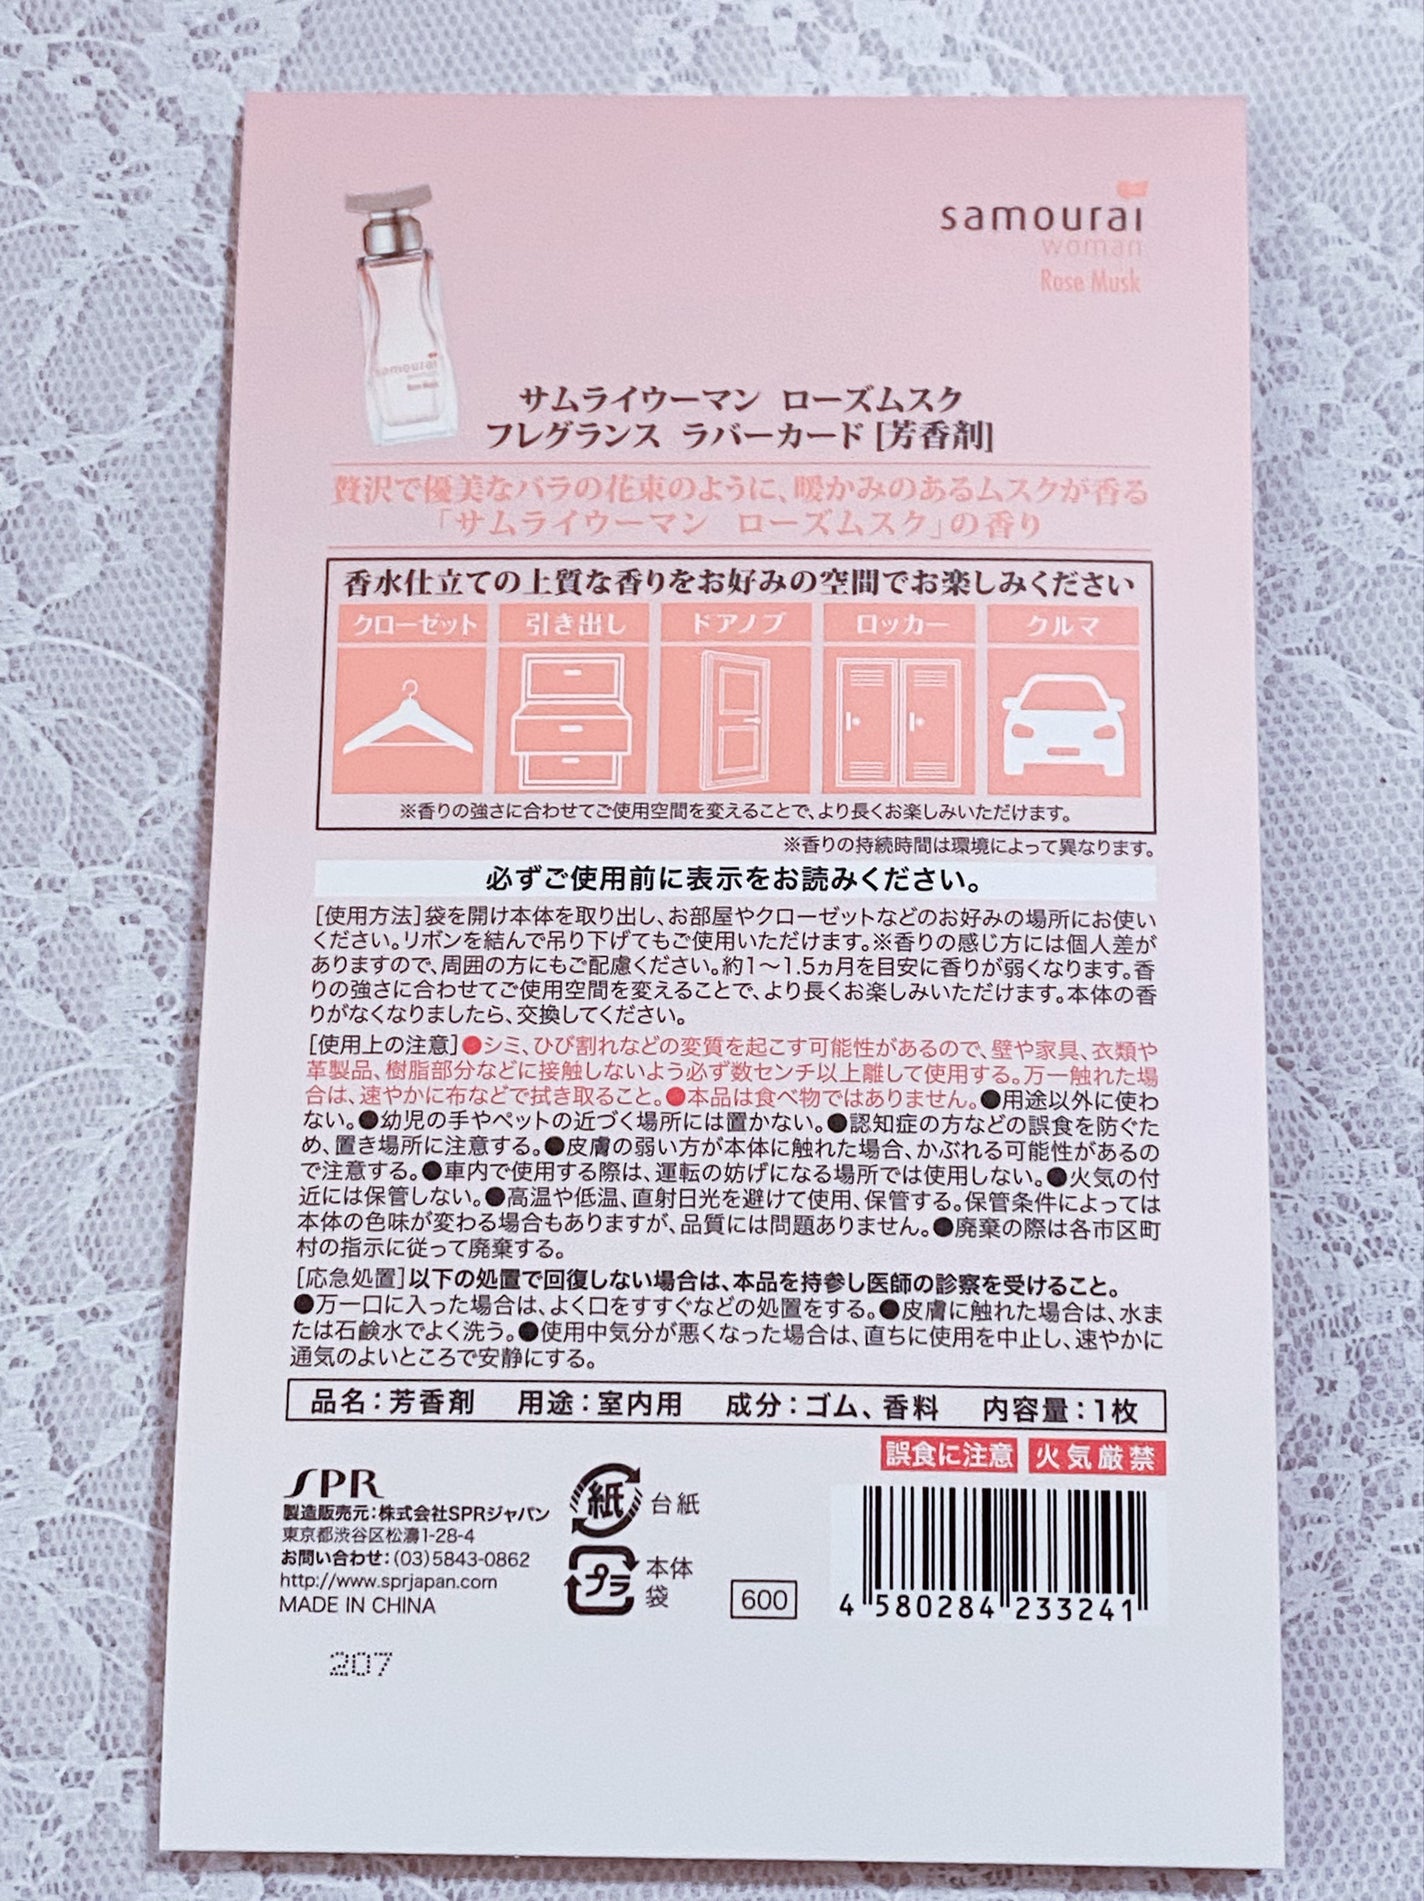 samourai
woman
Rose Musk
samourai
Rose Musk
サムライウーマン ローズムスク
フレグランス ラバーカード [芳香剤]
贅沢で優美なバラの花束のように、暖かみのあるムスクが香る
「サムライウーマン ローズムスク」の香り
香水仕立ての上質な香りをお好みの空間でお楽しみください
クローゼット 引き出し ドアノブ ロッカー クルマ
※香りの強さに合わせてご使用空間を変えることで、より長くお楽しみいただけます。
※香りの持続時間は環境によって異なります。
必ずご使用前に表示をお読みください。
[使用方法]袋を開け本体を取り出し、お部屋やクローゼットなどのお好みの場所にお使い
ください。リボンを結んで吊り下げてもご使用いただけます。※香りの感じ方には個人差が
ありますので、周囲の方にもご配慮ください。約1〜1.5ヵ月を目安に香りが弱くなります。香
りの強さに合わせてご使用空間を変えることで、より長くお楽しみいただけます。本体の香
りがなくなりましたら、交換してください。
[使用上の注意]●シミ、ひび割れなどの変質を起こす可能性があるので、壁や家具、衣類や
革製品、樹脂部分などに接触しないよう必ず数センチ以上離して使用する。万一触れた場
合は、速やかに布などで拭き取ること。●本品は食べ物ではありません。●用途以外に使わ
ない。●幼児の手やペットの近づく場所には置かない。●認知症の方などの誤食を防ぐた
め、置き場所に注意する。●皮膚の弱い方が本体に触れた場合、かぶれる可能性があるの
で注意する。●車内で使用する際は、運転の妨げになる場所では使用しない。●火気の付
近には保管しない。●高温や低温、直射日光を避けて使用、保管する。保管条件によっては
本体の色味が変わる場合もありますが、品質には問題ありません。●廃棄の際は各市区町
村の指示に従って廃棄する。
[応急処置]以下の処置で回復しない場合は、本品を持参し医師の診察を受けること。
●万一口に入った場合は、よく口をすすぐなどの処置をする。●皮膚に触れた場合は、水ま
たは石鹸水でよく洗う。●使用中気分が悪くなった場合は、直ちに使用を中止し、速やかに
通気のよいところで安静にする。
品名：芳香剤 用途：室内用 成分：ゴム、香料 内容量：1枚
誤食に注意 火気厳禁
SPR
製造販売元：株式会社SPRジャパン
東京都渋谷区松濤1-28-4
お問い合わせ：(03)5843-0862
http://www.sprjapan.com
MADE IN CHINA
紙 台紙
プラ 本体
袋
600
4 580284 233241
207